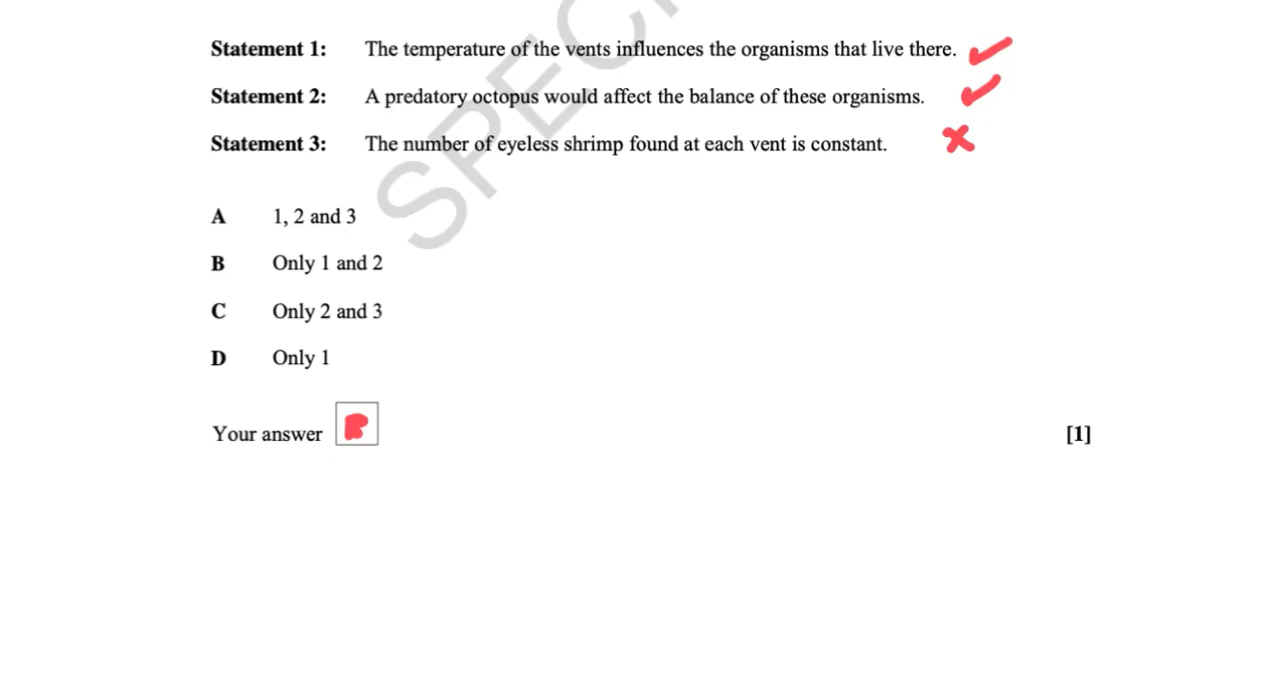 Statement 1: The temperature of the vents influences the organisms that live there.
Statement 2: A predatory octopus would affect the balance of these organisms.
Statement 3: The number of eyeless shrimp found at each vent is constant.
A 1, 2 and 3
B Only 1 and 2
C Only 2 and 3
D Only 1
Your answer [1]
SPEC